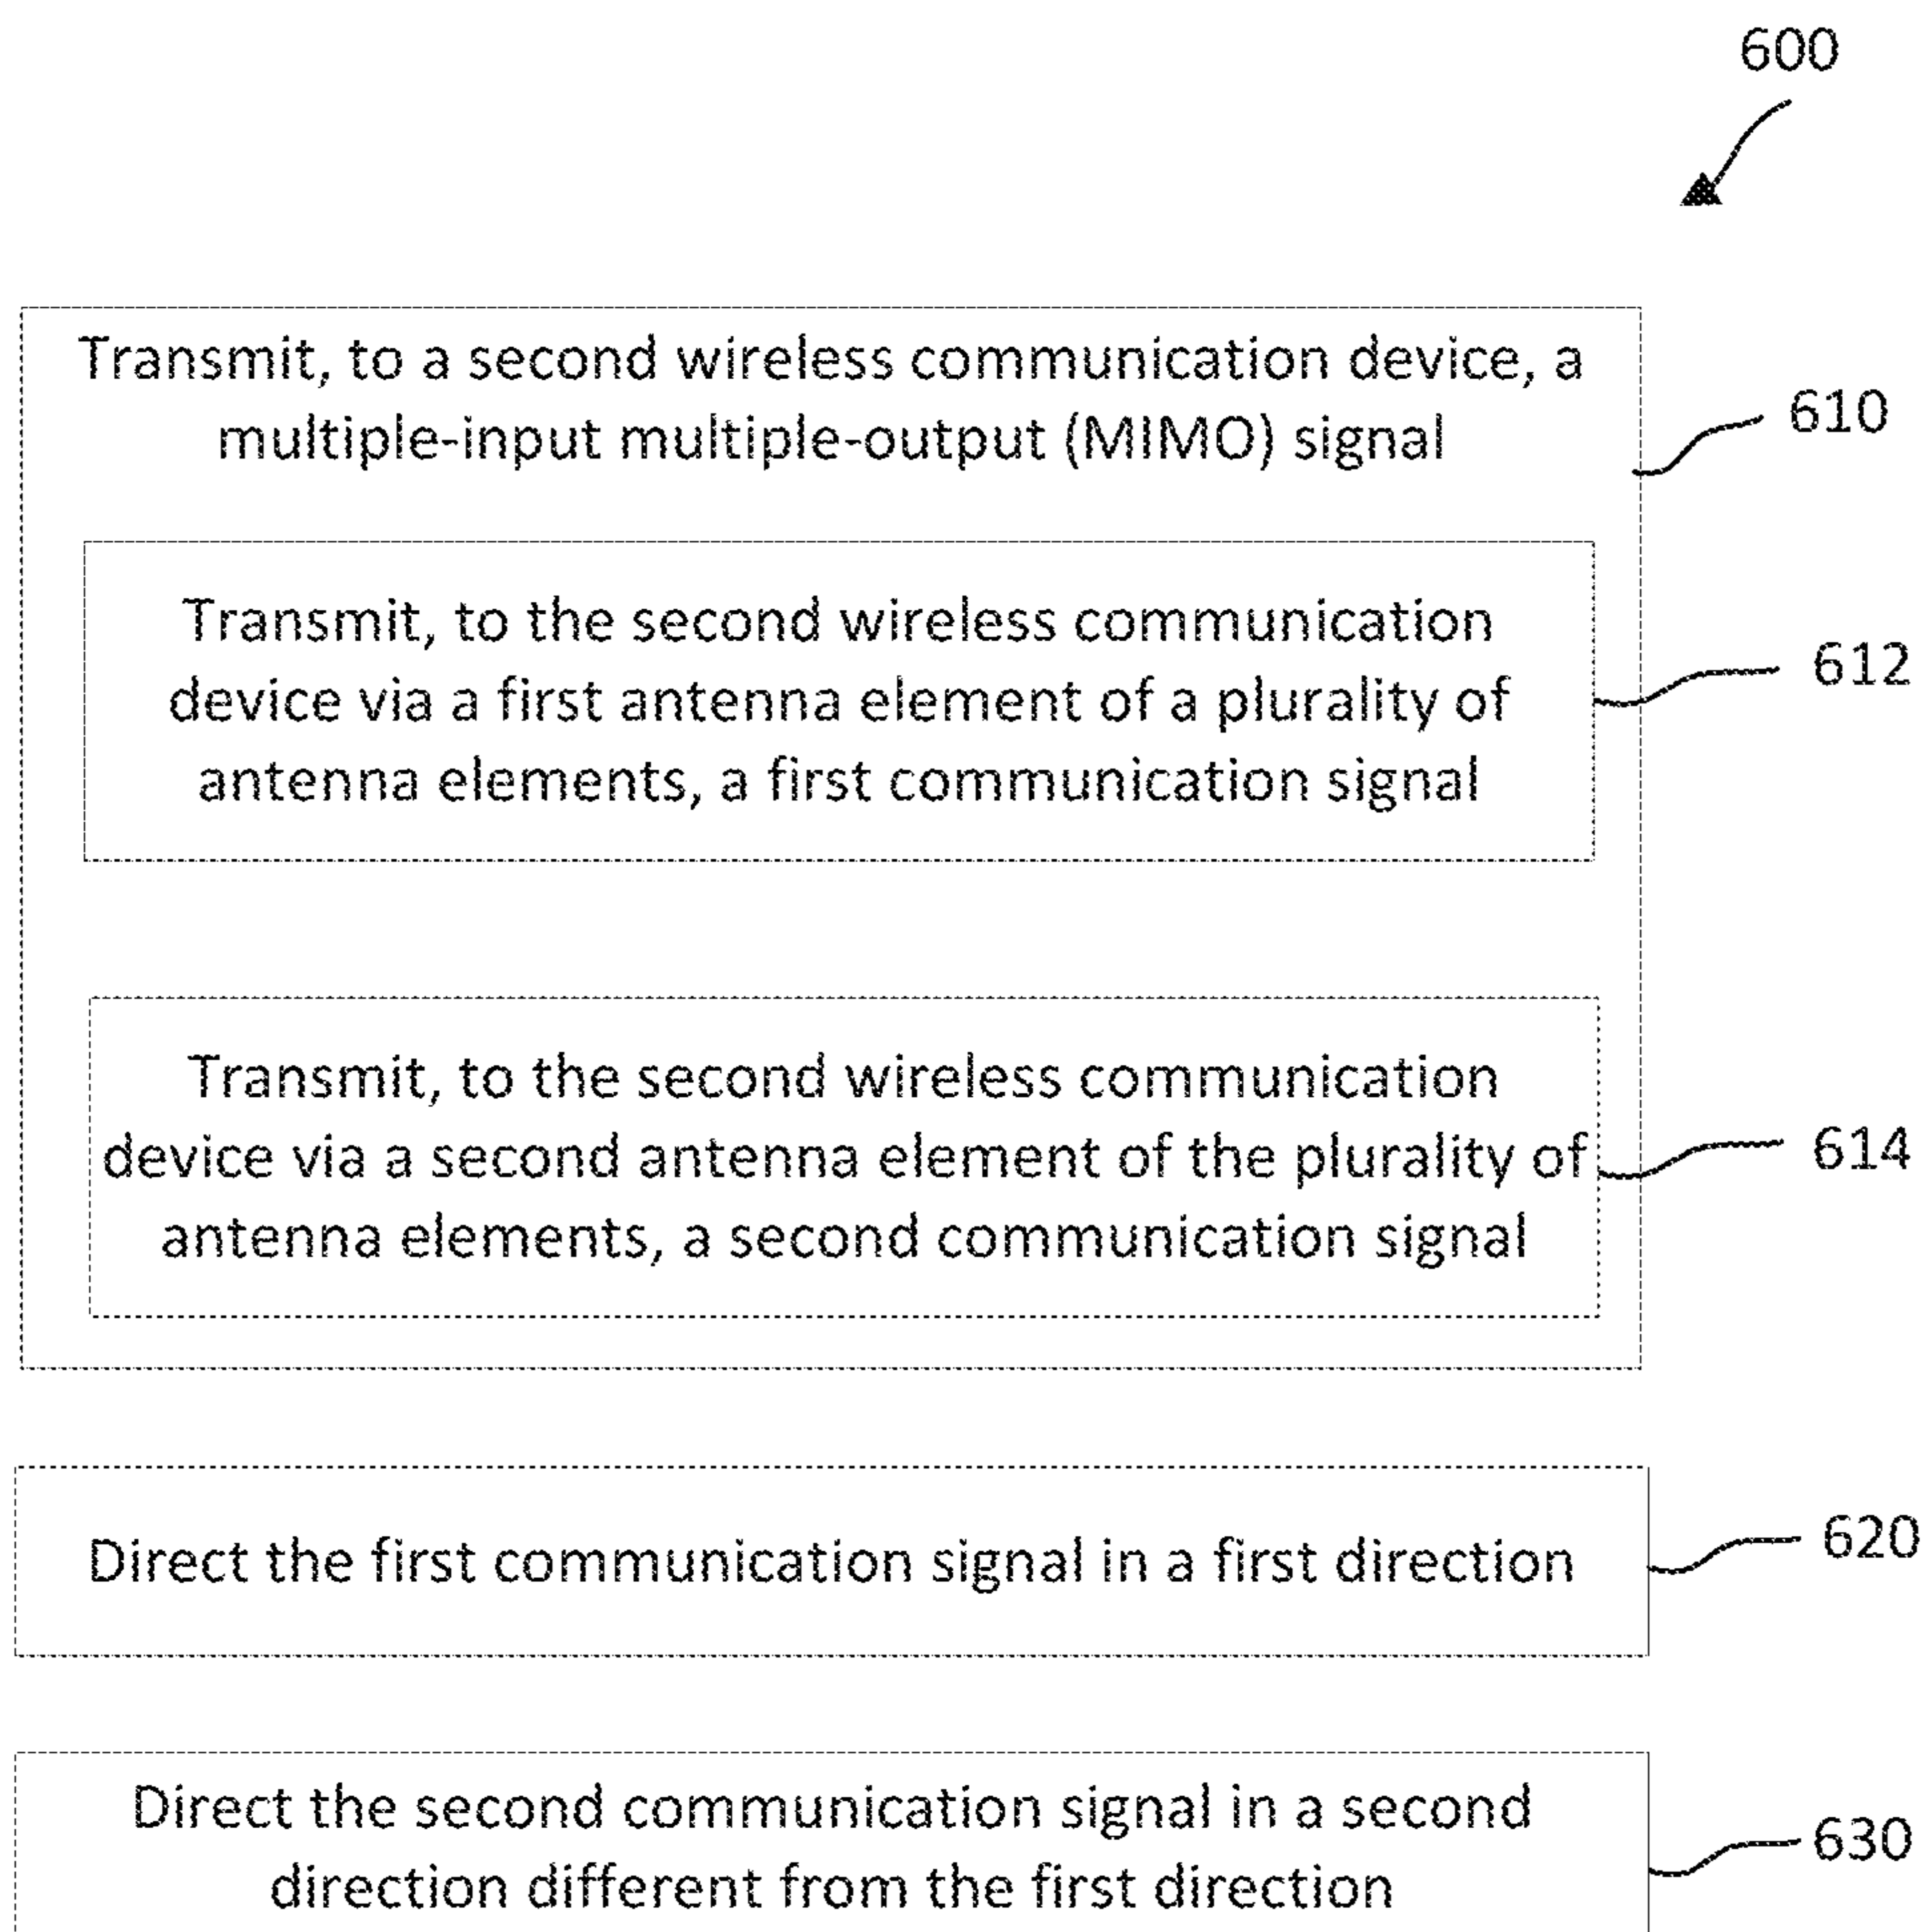 600
Transmit, to a second wireless communication device, a
multiple-input multiple-output (MIMO) signal
610
Transmit, to the second wireless communication
device via a first antenna element of a plurality of
antenna elements, a first communication signal
612
Transmit, to the second wireless communication
device via a second antenna element of the plurality of
antenna elements, a second communication signal
614
Direct the first communication signal in a first direction
620
Direct the second communication signal in a second
direction different from the first direction
630